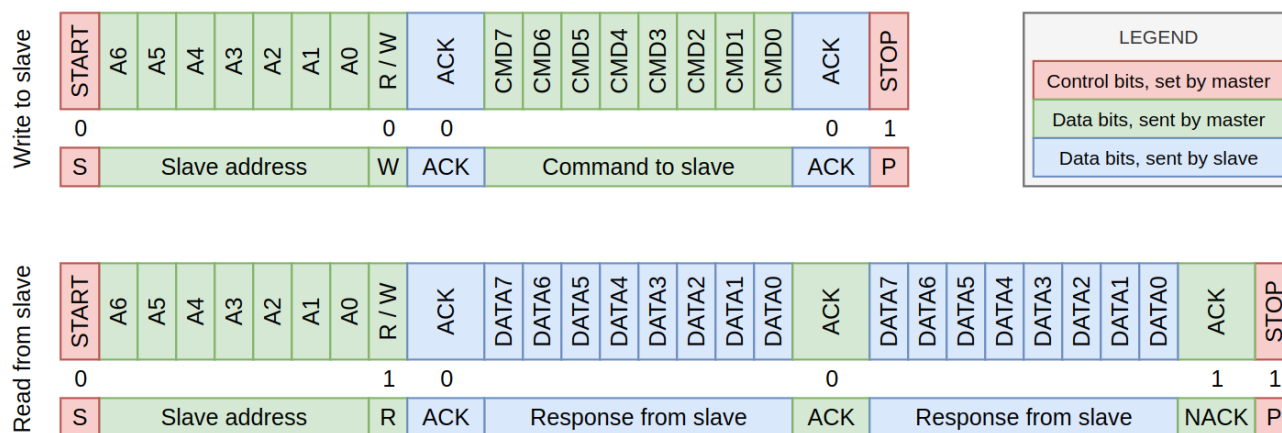 Write to slave
START A6 A5 A4 A3 A2 A1 A0 R / W ACK CMD7 CMD6 CMD5 CMD4 CMD3 CMD2 CMD1 CMD0 ACK STOP
0 0 0 0 1
S Slave address W ACK Command to slave ACK P
LEGEND
Control bits, set by master
Data bits, sent by master
Data bits, sent by slave
Read from slave
START A6 A5 A4 A3 A2 A1 A0 R / W ACK DATA7 DATA6 DATA5 DATA4 DATA3 DATA2 DATA1 DATA0 ACK DATA7 DATA6 DATA5 DATA4 DATA3 DATA2 DATA1 DATA0 ACK STOP
0 1 0 0 1 1
S Slave address R ACK Response from slave ACK Response from slave NACK P